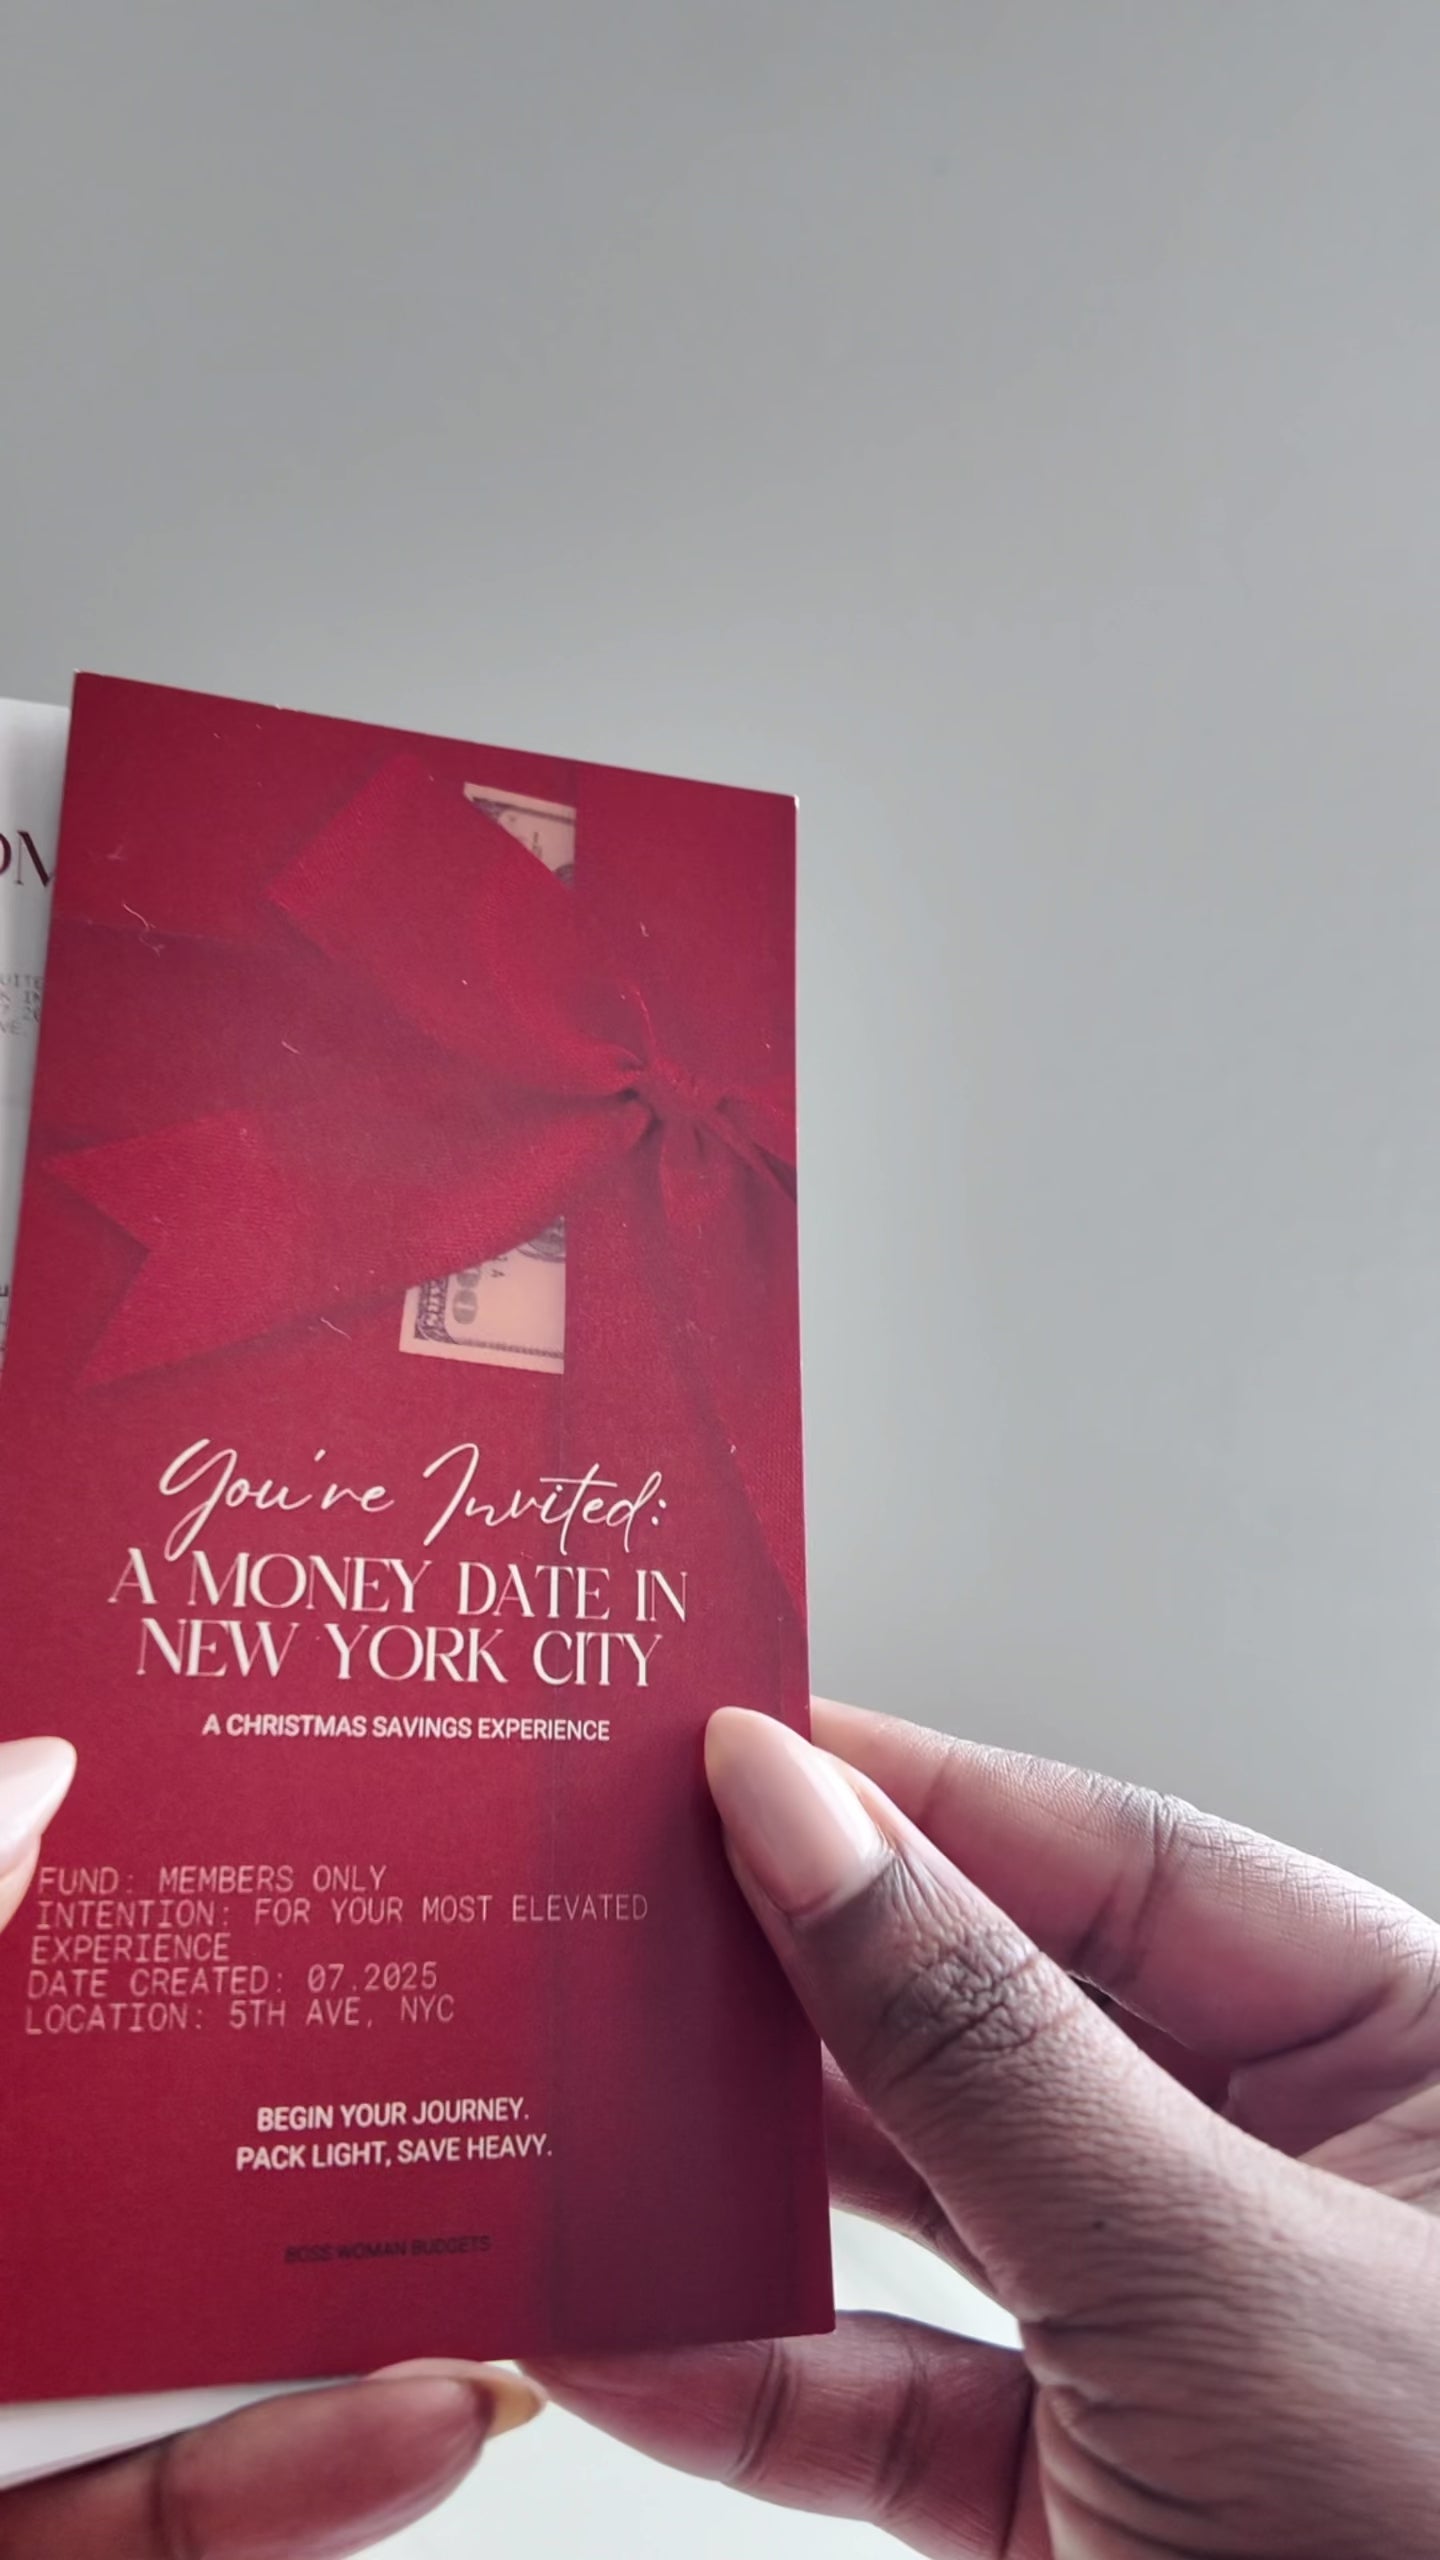 You're Invited:
A MONEY DATE IN
NEW YORK CITY
A CHRISTMAS SAVINGS EXPERIENCE
FUND: MEMBERS ONLY
INTENTION: FOR YOUR MOST ELEVATED
EXPERIENCE
DATE CREATED: 07.2025
LOCATION: 5TH AVE, NYC
BEGIN YOUR JOURNEY.
PACK LIGHT, SAVE HEAVY.
BOSS WOMAN BUDGETS